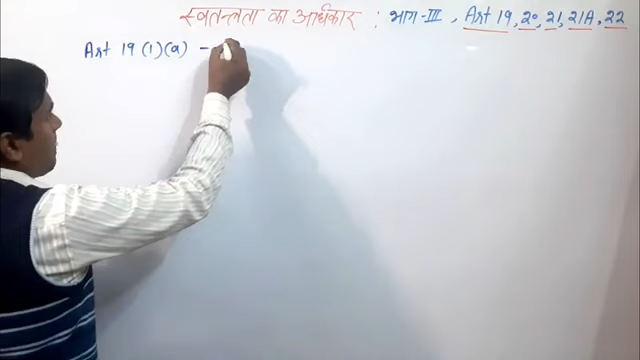 स्वतन्त्रता का अधिकार : भाग-III, Art 19, 20, 21, 21A, 22
Art 19 (1)(a) –